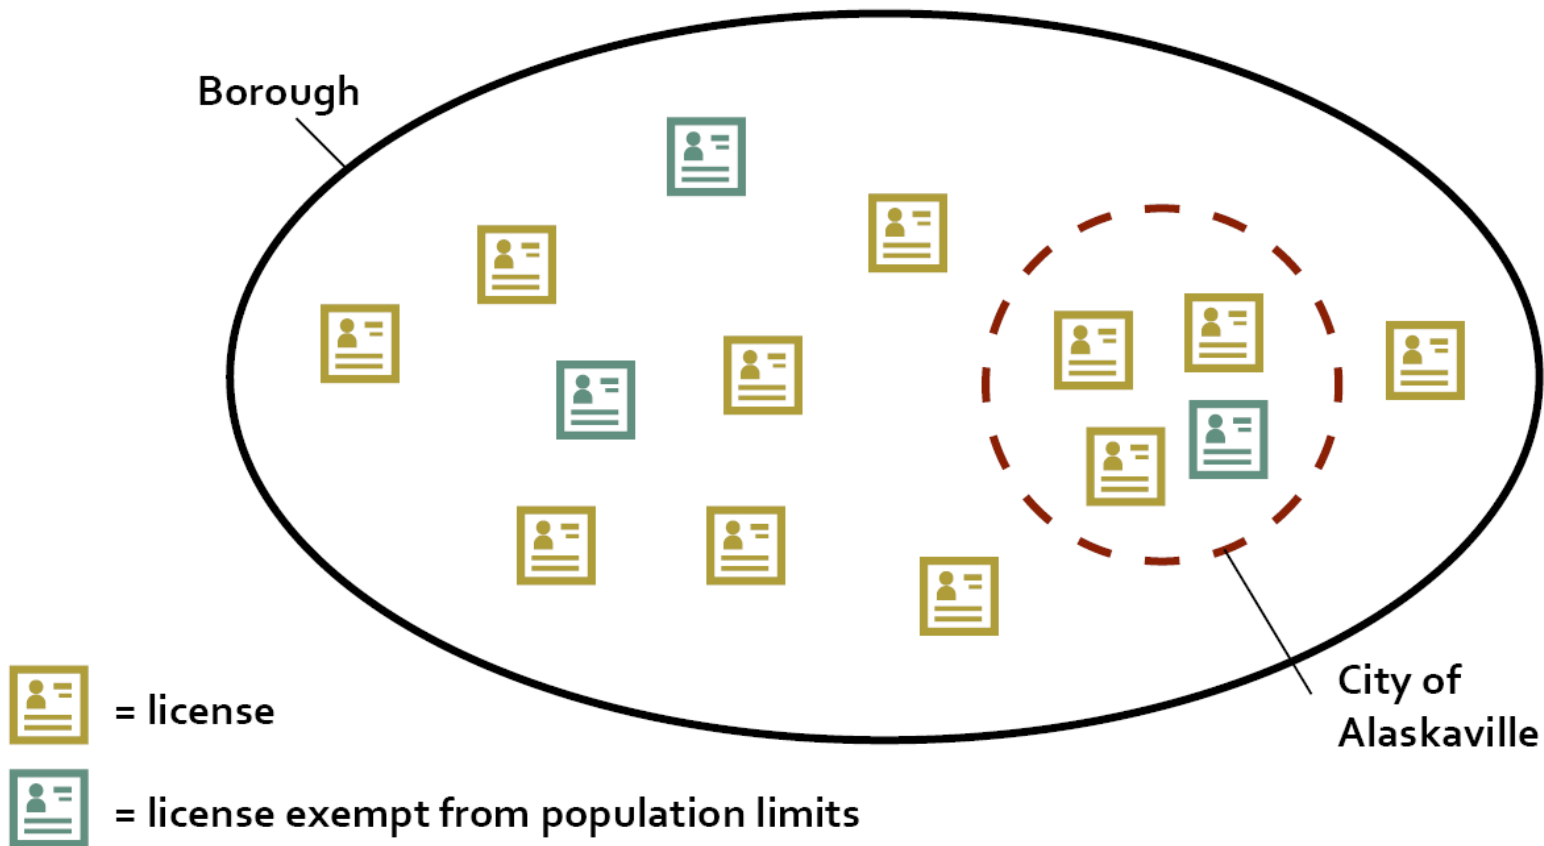 Borough
City of
Alaskaville
= license
= license exempt from population limits